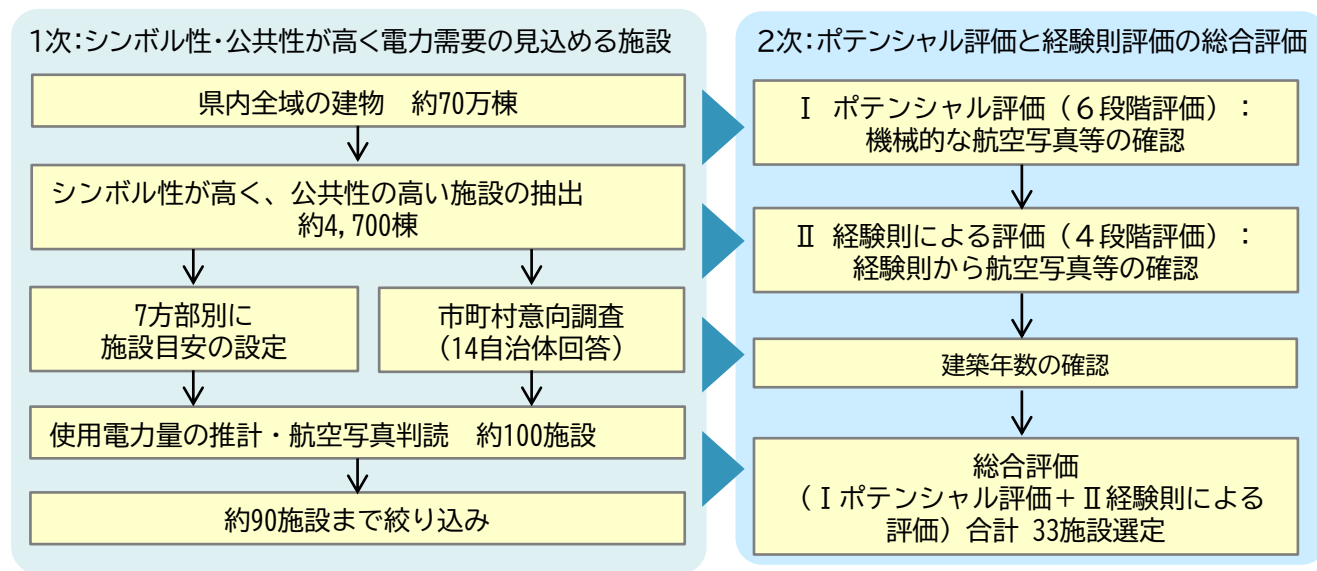 1次:シンボル性・公共性が高く電力需要の見込める施設
県内全域の建物 約70万棟
シンボル性が高く、公共性の高い施設の抽出
約4,700棟
7方部別に
施設目安の設定
市町村意向調査
(14自治体回答)
使用電力量の推計・航空写真判読 約100施設
約90施設まで絞り込み
2次:ポテンシャル評価と経験則評価の総合評価
Ⅰ ポテンシャル評価(6段階評価):
機械的な航空写真等の確認
Ⅱ 経験則による評価(4段階評価):
経験則から航空写真等の確認
建築年数の確認
総合評価
(Ⅰポテンシャル評価+Ⅱ経験則による
評価)合計 33施設選定